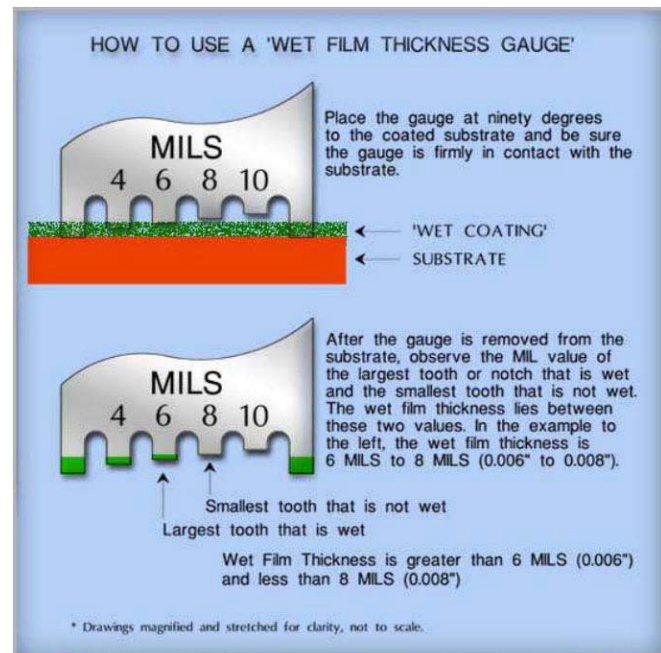 HOW TO USE A 'WET FILM THICKNESS GAUGE'
Place the gauge at ninety degrees
to the coated substrate and be sure
the gauge is firmly in contact with the
substrate.
MILS
4 6 8 10
'WET COATING'
SUBSTRATE
After the gauge is removed from the
substrate, observe the MIL value of
the largest tooth or notch that is wet
and the smallest tooth that is not wet.
The wet film thickness lies between
these two values. In the example to
the left, the wet film thickness is
6 MILS to 8 MILS (0.006" to 0.008").
MILS
4 6 8 10
Smallest tooth that is not wet
Largest tooth that is wet
Wet Film Thickness is greater than 6 MILS (0.006")
and less than 8 MILS (0.008")
* Drawings magnified and stretched for clarity, not to scale.